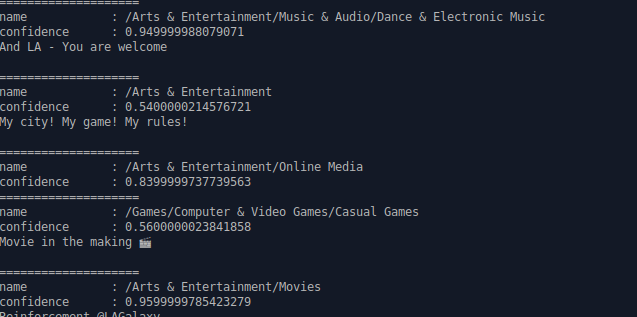 ====================
name : /Arts & Entertainment/Music & Audio/Dance & Electronic Music
confidence : 0.949999988079071
And LA - You are welcome
====================
name : /Arts & Entertainment
confidence : 0.5400000214576721
My city! My game! My rules!
====================
name : /Arts & Entertainment/Online Media
confidence : 0.8399999737739563
====================
name : /Games/Computer & Video Games/Casual Games
confidence : 0.5600000023841858
Movie in the making 🎬
====================
name : /Arts & Entertainment/Movies
confidence : 0.9599999785423279
Reinforcement @LAGalaxy